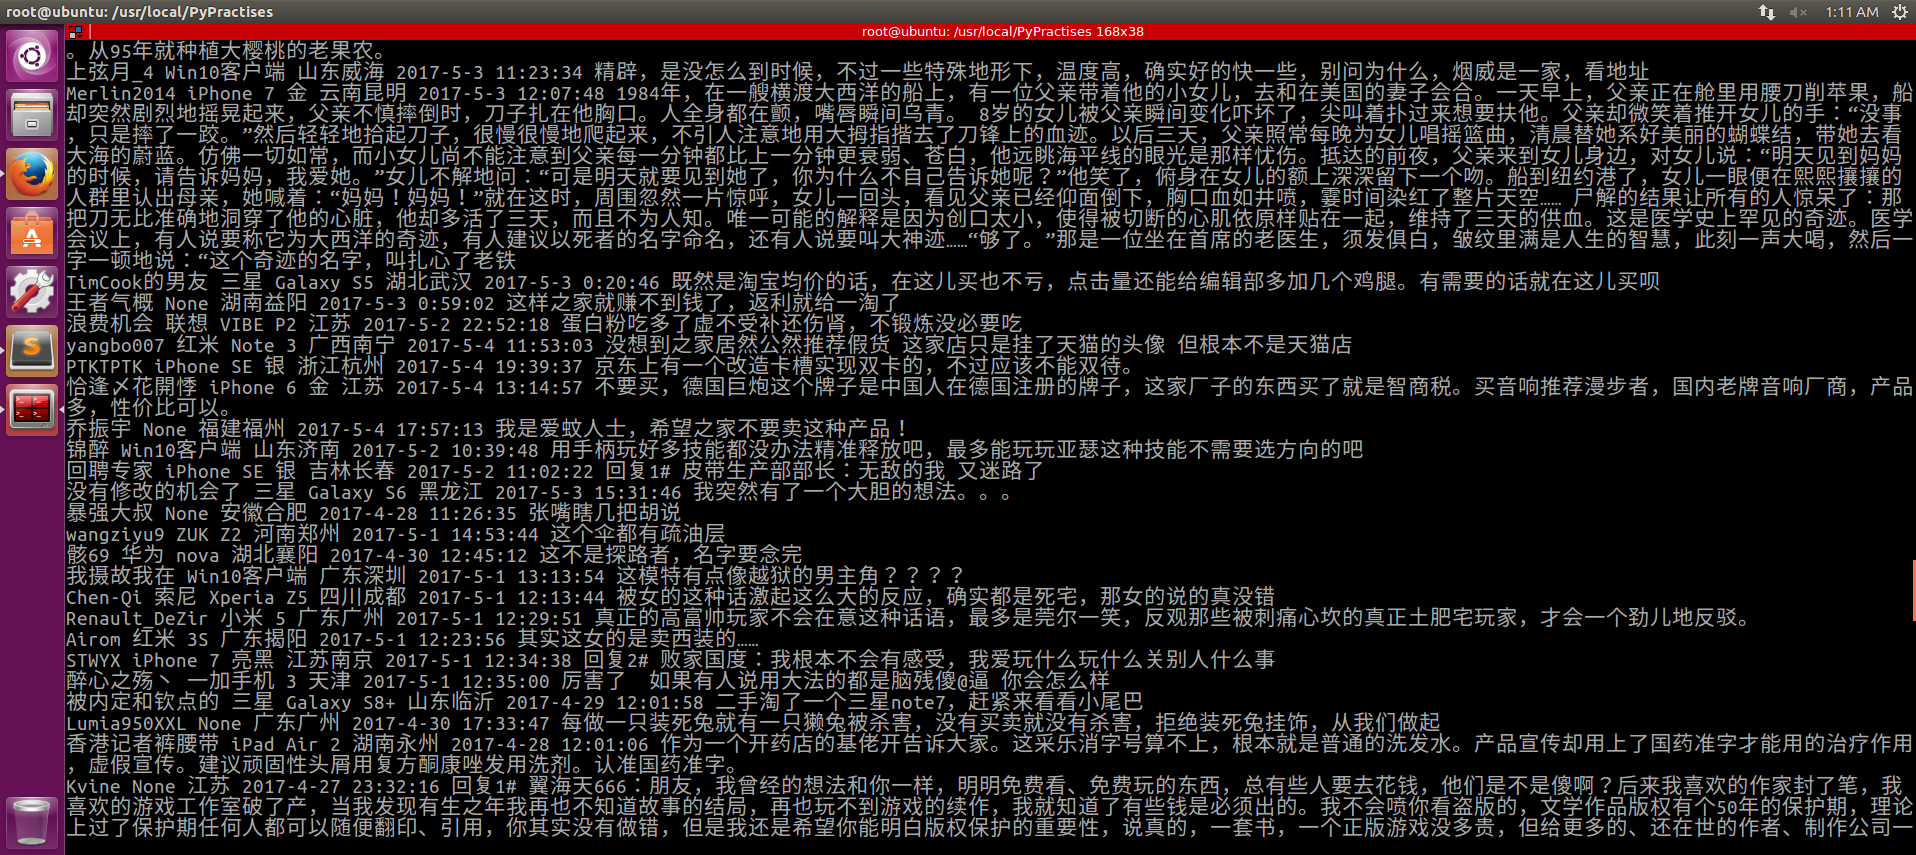 root@ubuntu: /usr/local/PyPractises
1:11 AM
root@ubuntu: /usr/local/PyPractises 168x38
。从95年就种植大樱桃的老果农。
上弦月_4 Win10客户端 山东威海 2017-5-3 11:23:34 精辟，是没怎么到时候，不过一些特殊地形下，温度高，确实好的快一些，别问为什么，烟威是一家，看地址
Merlin2014 iPhone 7 金 云南昆明 2017-5-3 12:07:48 1984年，在一艘横渡大西洋的船上，有一位父亲带着他的小女儿，去和在美国的妻子会合。一天早上，父亲正在舱里用腰刀削苹果，船
却突然剧烈地摇晃起来，父亲不慎摔倒时，刀子扎在他胸口。人全身都在颤，嘴唇瞬间乌青。 8岁的女儿被父亲瞬间变化吓坏了，尖叫着扑过来想要扶他。父亲却微笑着推开女儿的手：“没事
，只是摔了一跤。”然后轻轻地拾起刀子，很慢很慢地爬起来，不引人注意地用大拇指揩去了刀锋上的血迹。以后三天，父亲照常每晚为女儿唱摇篮曲，清晨替她系好美丽的蝴蝶结，带她去看
大海的蔚蓝。仿佛一切如常，而小女儿尚不能注意到父亲每一分钟都比上一分钟更衰弱、苍白，他远眺海平线的眼光是那样忧伤。抵达的前夜，父亲来到女儿身边，对女儿说：“明天见到妈妈
的时候，请告诉妈妈，我爱她。”女儿不解地问：“可是明天就要见到她了，你为什么不自己告诉她呢？”他笑了，俯身在女儿的额上深深留下一个吻。船到纽约港了，女儿一眼便在熙熙攘攘的
人群里认出母亲，她喊着：“妈妈！妈妈！”就在这时，周围忽然一片惊呼，女儿一回头，看见父亲已经仰面倒下，胸口血如井喷，霎时间染红了整片天空…… 尸解的结果让所有的人惊呆了：那
把刀无比准确地洞穿了他的心脏，他却多活了三天，而且不为人知。唯一可能的解释是因为创口太小，使得被切断的心肌依原样贴在一起，维持了三天的供血。这是医学史上罕见的奇迹。医学
会议上，有人说要称它为大西洋的奇迹，有人建议以死者的名字命名，还有人说要叫大神迹……“够了。”那是一位坐在首席的老医生，须发俱白，皱纹里满是人生的智慧，此刻一声大喝，然后一
字一顿地说：“这个奇迹的名字，叫扎心了老铁
TimCook的男友 三星 Galaxy S5 湖北武汉 2017-5-3 0:20:46 既然是淘宝均价的话，在这儿买也不亏，点击量还能给编辑部多加几个鸡腿。有需要的话就在这儿买呗
王者气概 None 湖南益阳 2017-5-3 0:59:02 这样之家就赚不到钱了，返利就给一淘了
浪费机会 联想 VIBE P2 江苏 2017-5-2 22:52:18 蛋白粉吃多了虚不受补还伤肾，不锻炼没必要吃
yangbo007 红米 Note 3 广西南宁 2017-5-4 11:53:03 没想到之家居然公然推荐假货 这家店只是挂了天猫的头像 但根本不是天猫店
PTKTPTK iPhone SE 银 浙江杭州 2017-5-4 19:39:37 京东上有一个改造卡槽实现双卡的，不过应该不能双待。
恰逢〆花開悸 iPhone 6 金 江苏 2017-5-4 13:14:57 不要买，德国巨炮这个牌子是中国人在德国注册的牌子，这家厂子的东西买了就是智商税。买音响推荐漫步者，国内老牌音响厂商，产品
多，性价比可以。
乔振宇 None 福建福州 2017-5-4 17:57:13 我是爱蚊人士，希望之家不要卖这种产品！
锦醉 Win10客户端 山东济南 2017-5-2 10:39:48 用手柄玩好多技能都没办法精准释放吧，最多能玩玩亚瑟这种技能不需要选方向的吧
回聘专家 iPhone SE 银 吉林长春 2017-5-2 11:02:22 回复1# 皮带生产部部长：无敌的我 又迷路了
没有修改的机会了 三星 Galaxy S6 黑龙江 2017-5-3 15:31:46 我突然有了一个大胆的想法。。。
暴强大叔 None 安徽合肥 2017-4-28 11:26:35 张嘴瞎几把胡说
wangziyu9 ZUK Z2 河南郑州 2017-5-1 14:53:44 这个伞都有疏油层
骸69 华为 nova 湖北襄阳 2017-4-30 12:45:12 这不是探路者，名字要念完
我摄故我在 Win10客户端 广东深圳 2017-5-1 13:13:54 这模特有点像越狱的男主角？？？？
Chen-Qi 索尼 Xperia Z5 四川成都 2017-5-1 12:13:44 被女的这种话激起这么大的反应，确实都是死宅，那女的说的真没错
Renault_DeZir 小米 5 广东广州 2017-5-1 12:29:51 真正的高富帅玩家不会在意这种话语，最多是莞尔一笑，反观那些被刺痛心坎的真正土肥宅玩家，才会一个劲儿地反驳。
Airom 红米 3S 广东揭阳 2017-5-1 12:23:56 其实这女的是卖西装的……
STWYX iPhone 7 亮黑 江苏南京 2017-5-1 12:34:38 回复2# 败家国度：我根本不会有感受，我爱玩什么玩什么关别人什么事
醉心之殇丶 一加手机 3 天津 2017-5-1 12:35:00 厉害了  如果有人说用大法的都是脑残傻@逼 你会怎么样
被内定和钦点的 三星 Galaxy S8+ 山东临沂 2017-4-29 12:01:58 二手淘了一个三星note7，赶紧来看看小尾巴
Lumia950XXL None 广东广州 2017-4-30 17:33:47 每做一只装死兔就有一只獭兔被杀害，没有买卖就没有杀害，拒绝装死兔挂饰，从我们做起
香港记者裤腰带 iPad Air 2 湖南永州 2017-4-28 12:01:06 作为一个开药店的基佬开告诉大家。这采乐消字号算不上，根本就是普通的洗发水。产品宣传却用上了国药准字才能用的治疗作用
，虚假宣传。建议顽固性头屑用复方酮康唑发用洗剂。认准国药准字。
Kvine None 江苏 2017-4-27 23:32:16 回复1# 翼海天666：朋友，我曾经的想法和你一样，明明免费看、免费玩的东西，总有些人要去花钱，他们是不是傻啊？后来我喜欢的作家封了笔，我
喜欢的游戏工作室破了产，当我发现有生之年我再也不知道故事的结局，再也玩不到游戏的续作，我就知道了有些钱是必须出的。我不会喷你看盗版的，文学作品版权有个50年的保护期，理论
上过了保护期任何人都可以随便翻印、引用，你其实没有做错，但是我还是希望你能明白版权保护的重要性，说真的，一套书，一个正版游戏没多贵，但给更多的、还在世的作者、制作公司一